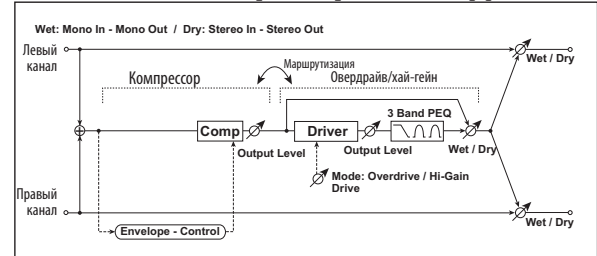 Wet: Mono In - Mono Out / Dry: Stereo In - Stereo Out
Левый
канал
Wet / Dry
Маршрутизация
Компрессор
Овердрайв/хай-гейн
3 Band PEQ
Comp
Driver
Output Level
Output Level
Wet / Dry
Mode: Overdrive / Hi-Gain
Drive
Правый
канал
Wet / Dry
Envelope - Control